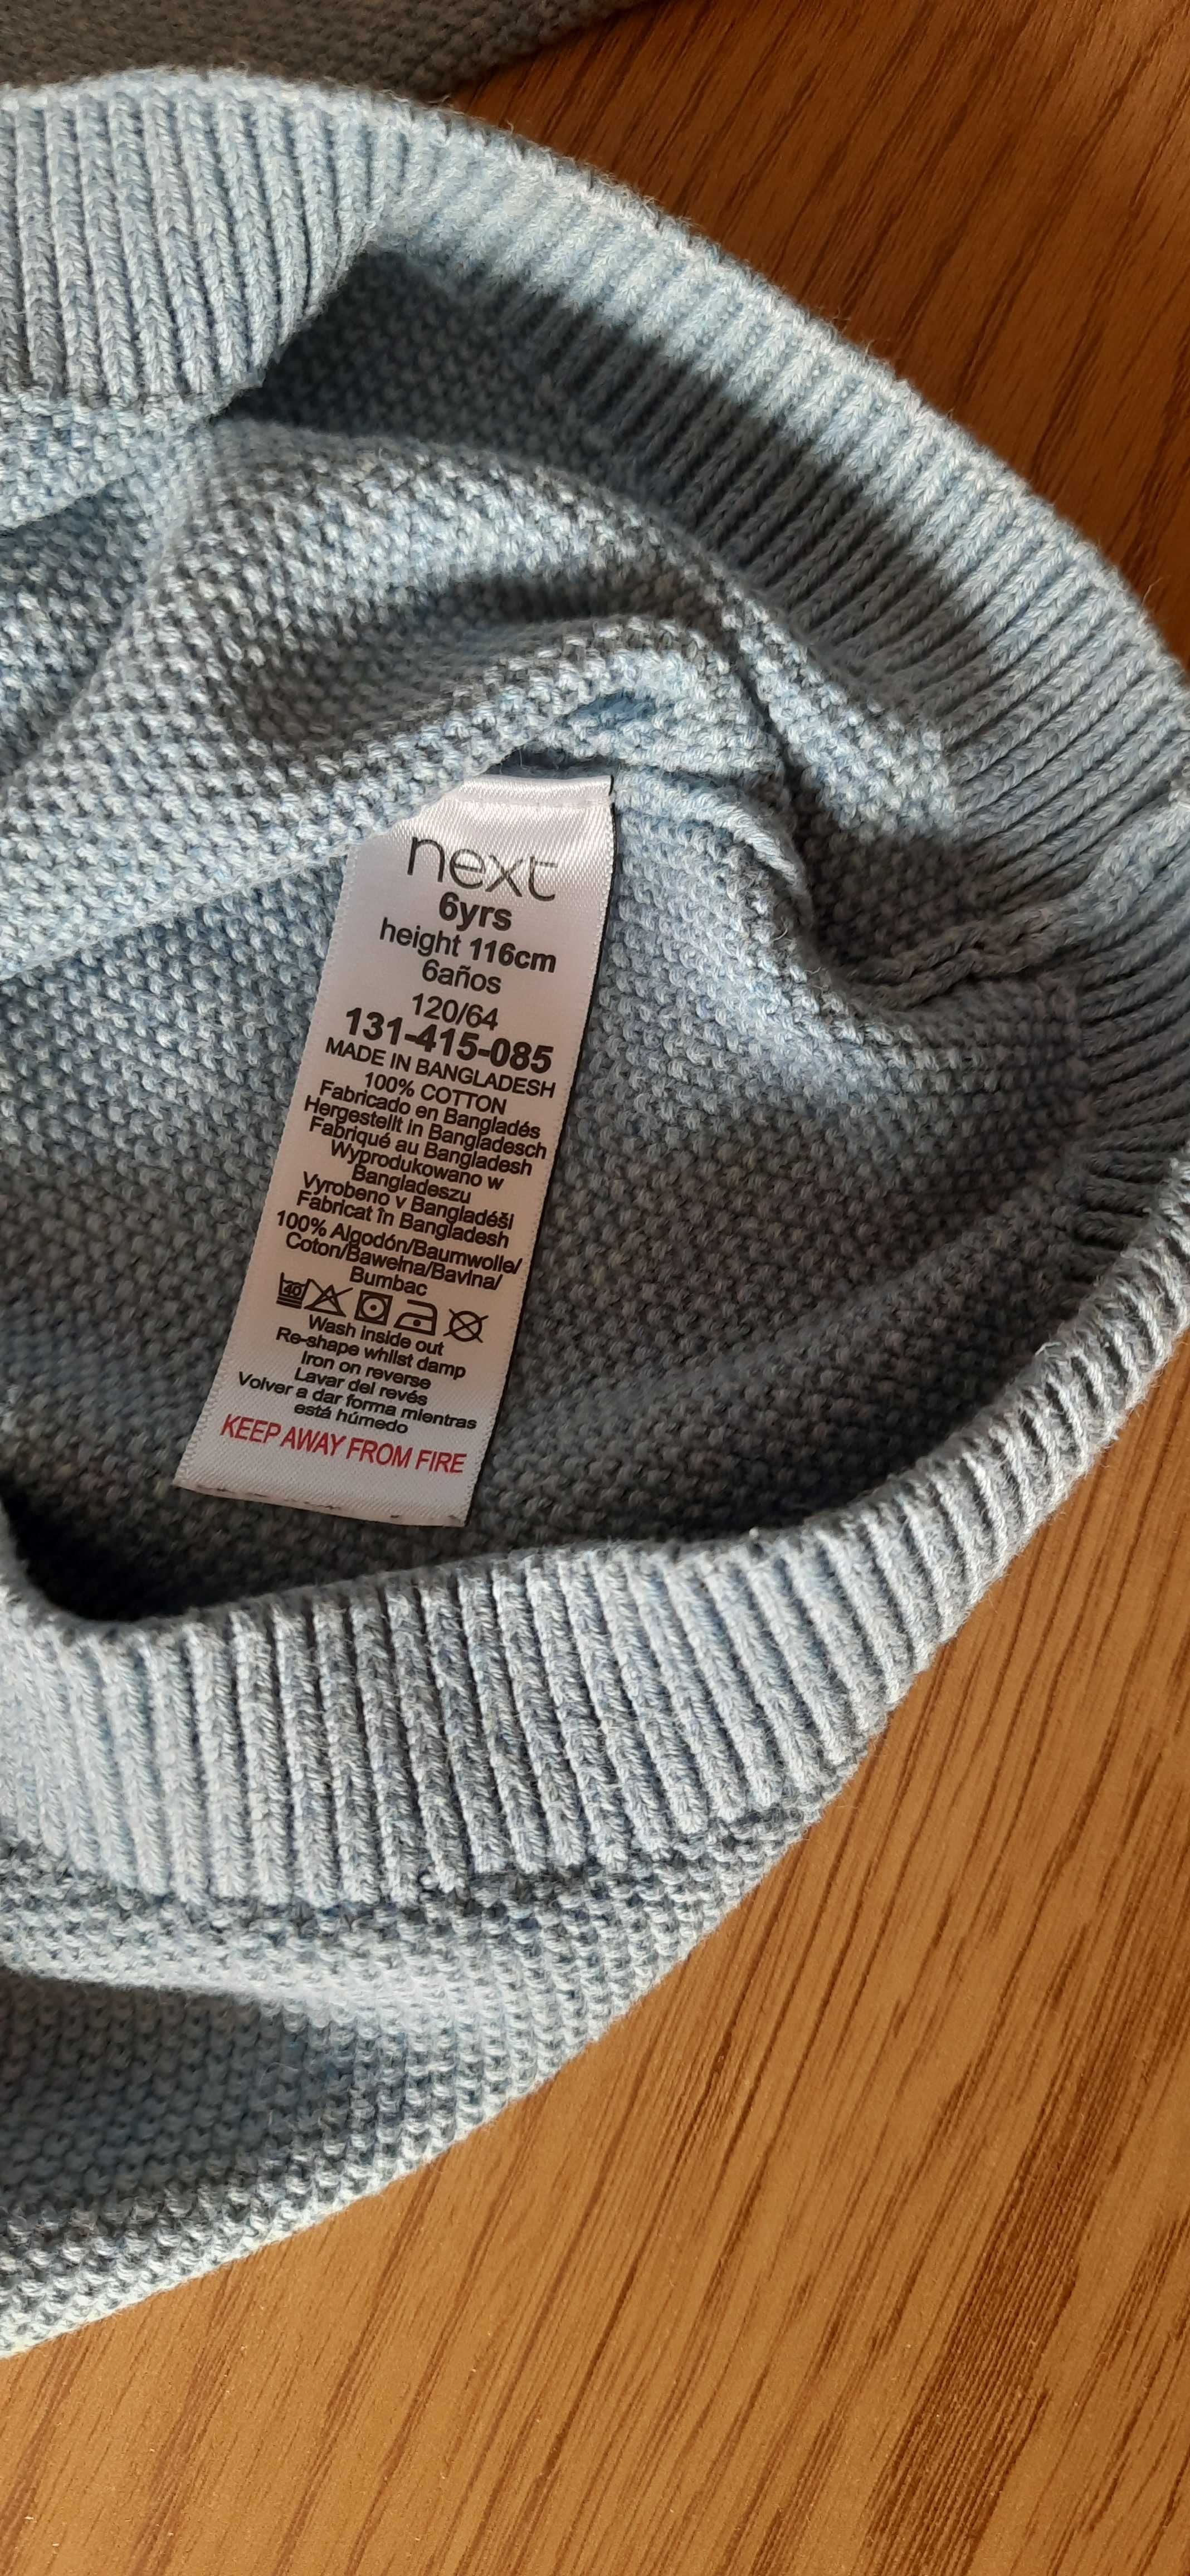 next
6yrs
height 116cm
6años
120/64
131-415-085
MADE IN BANGLADESH
100% COTTON
Fabricado en Bangladés
Hergestellt in Bangladesch
Fabriqué au Bangladesh
Wyprodukowano w
Bangladeszu
Vyrobeno v Bangladéši
Fabricat în Bangladesh
100% Algodón/Baumwolle/
Coton/Bawełna/Bavlna/
Bumbac
40
Wash inside out
Re-shape whilst damp
Iron on reverse
Lavar del revés
Volver a dar forma mientras
está húmedo
KEEP AWAY FROM FIRE